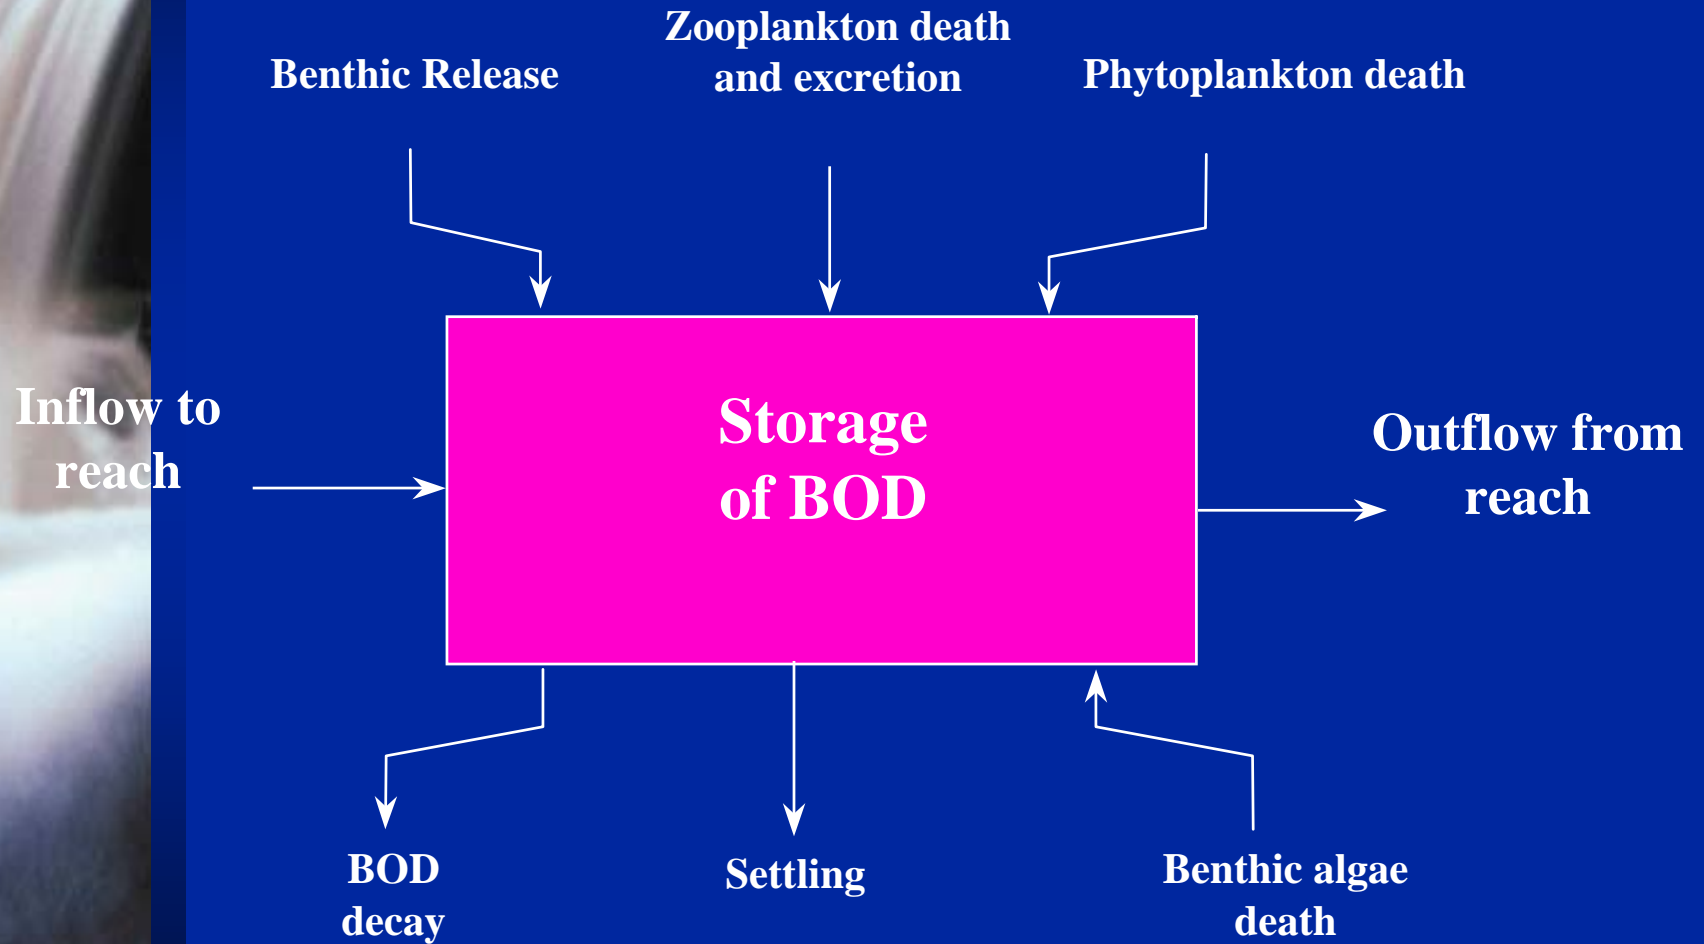 Zooplankton death
and excretion
Benthic Release
Phytoplankton death
Inflow to
reach
Storage
of BOD
Outflow from
reach
BOD
decay
Settling
Benthic algae
death